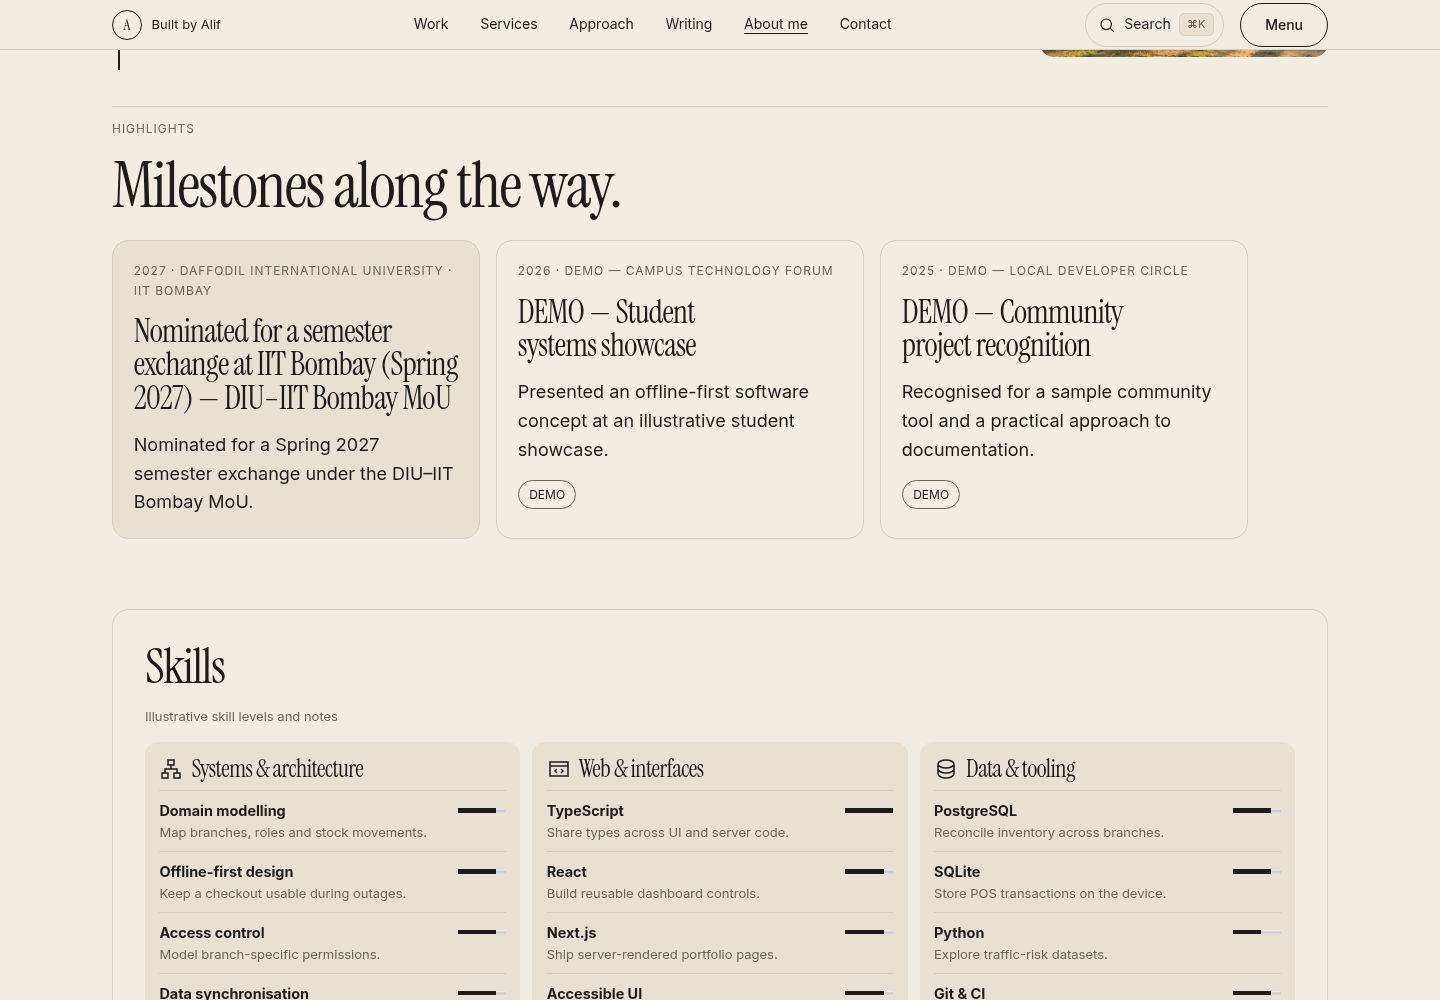 A Built by Alif Work Services Approach Writing About me Contact Search ⌘K Menu
HIGHLIGHTS
Milestones along the way.
2027 · DAFFODIL INTERNATIONAL UNIVERSITY ·
IIT BOMBAY
Nominated for a semester
exchange at IIT Bombay (Spring
2027) — DIU–IIT Bombay MoU
Nominated for a Spring 2027
semester exchange under the DIU–IIT
Bombay MoU.
2026 · DEMO — CAMPUS TECHNOLOGY FORUM
DEMO — Student
systems showcase
Presented an offline-first software
concept at an illustrative student
showcase.
DEMO
2025 · DEMO — LOCAL DEVELOPER CIRCLE
DEMO — Community
project recognition
Recognised for a sample community
tool and a practical approach to
documentation.
DEMO
Skills
Illustrative skill levels and notes
Systems & architecture
Domain modelling
Map branches, roles and stock movements.
Offline-first design
Keep a checkout usable during outages.
Access control
Model branch-specific permissions.
Data synchronisation
Web & interfaces
TypeScript
Share types across UI and server code.
React
Build reusable dashboard controls.
Next.js
Ship server-rendered portfolio pages.
Accessible UI
Data & tooling
PostgreSQL
Reconcile inventory across branches.
SQLite
Store POS transactions on the device.
Python
Explore traffic-risk datasets.
Git & CI